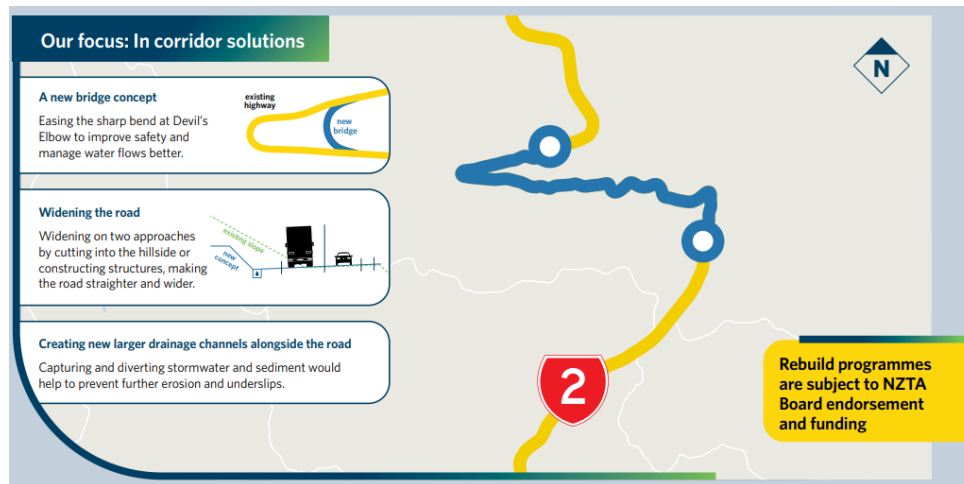 Our focus: In corridor solutions
A new bridge concept
Easing the sharp bend at Devil's
Elbow to improve safety and
manage water flows better.
existing
highway
new
bridge
Widening the road
Widening on two approaches
by cutting into the hillside or
constructing structures, making
the road straighter and wider.
existing slope
new
concept
Creating new larger drainage channels alongside the road
Capturing and diverting stormwater and sediment would
help to prevent further erosion and underslips.
N
2
Rebuild programmes
are subject to NZTA
Board endorsement
and funding